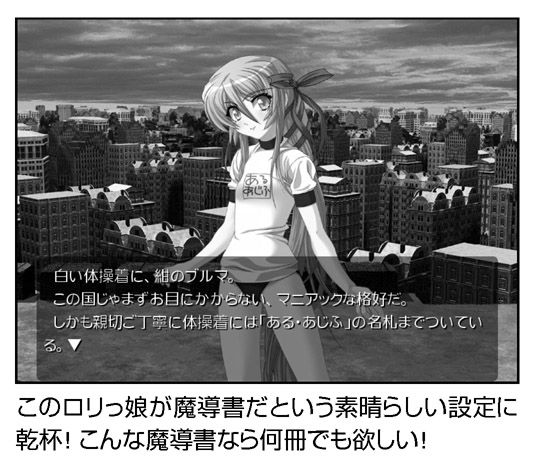 ある
あじふ
白い体操着に、紺のブルマ。
この国じゃまずお目にかからない、マニアックな格好だ。
しかも親切ご丁寧に体操着には「ある・あじふ」の名札までついてい
る。▼
このロリっ娘が魔導書だという素晴らしい設定に
乾杯！こんな魔導書なら何冊でも欲しい！